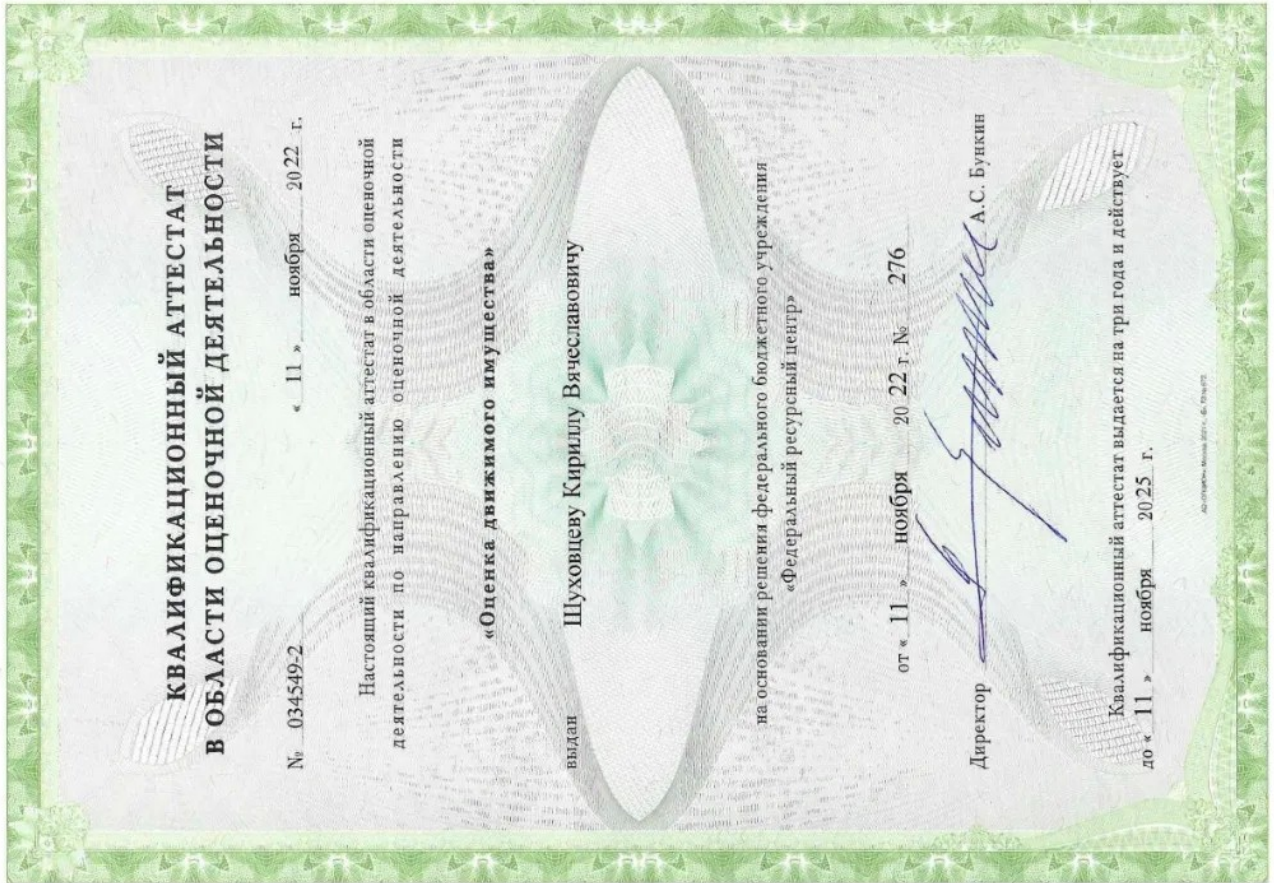 КВАЛИФИКАЦИОННЫЙ АТТЕСТАТ
В ОБЛАСТИ ОЦЕНОЧНОЙ ДЕЯТЕЛЬНОСТИ
№ 034549-2 « 11 » ноября 2022 г.
Настоящий квалификационный аттестат в области оценочной
деятельности по направлению оценочной деятельности
«Оценка движимого имущества»
выдан Шуховцеву Кириллу Вячеславовичу
на основании решения федерального бюджетного учреждения
«Федеральный ресурсный центр»
от « 11 » ноября 20 22 г. № 276
Директор А.С. Бункин
Квалификационный аттестат выдается на три года и действует
до « 11 » ноября 2025 г.